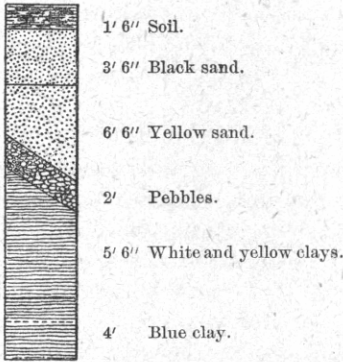 1′ 6″ Soil.
3′ 6″ Black sand.
6′ 6″ Yellow sand.
2′ Pebbles.
5′ 6″ White and yellow clays.
4′ Blue clay.